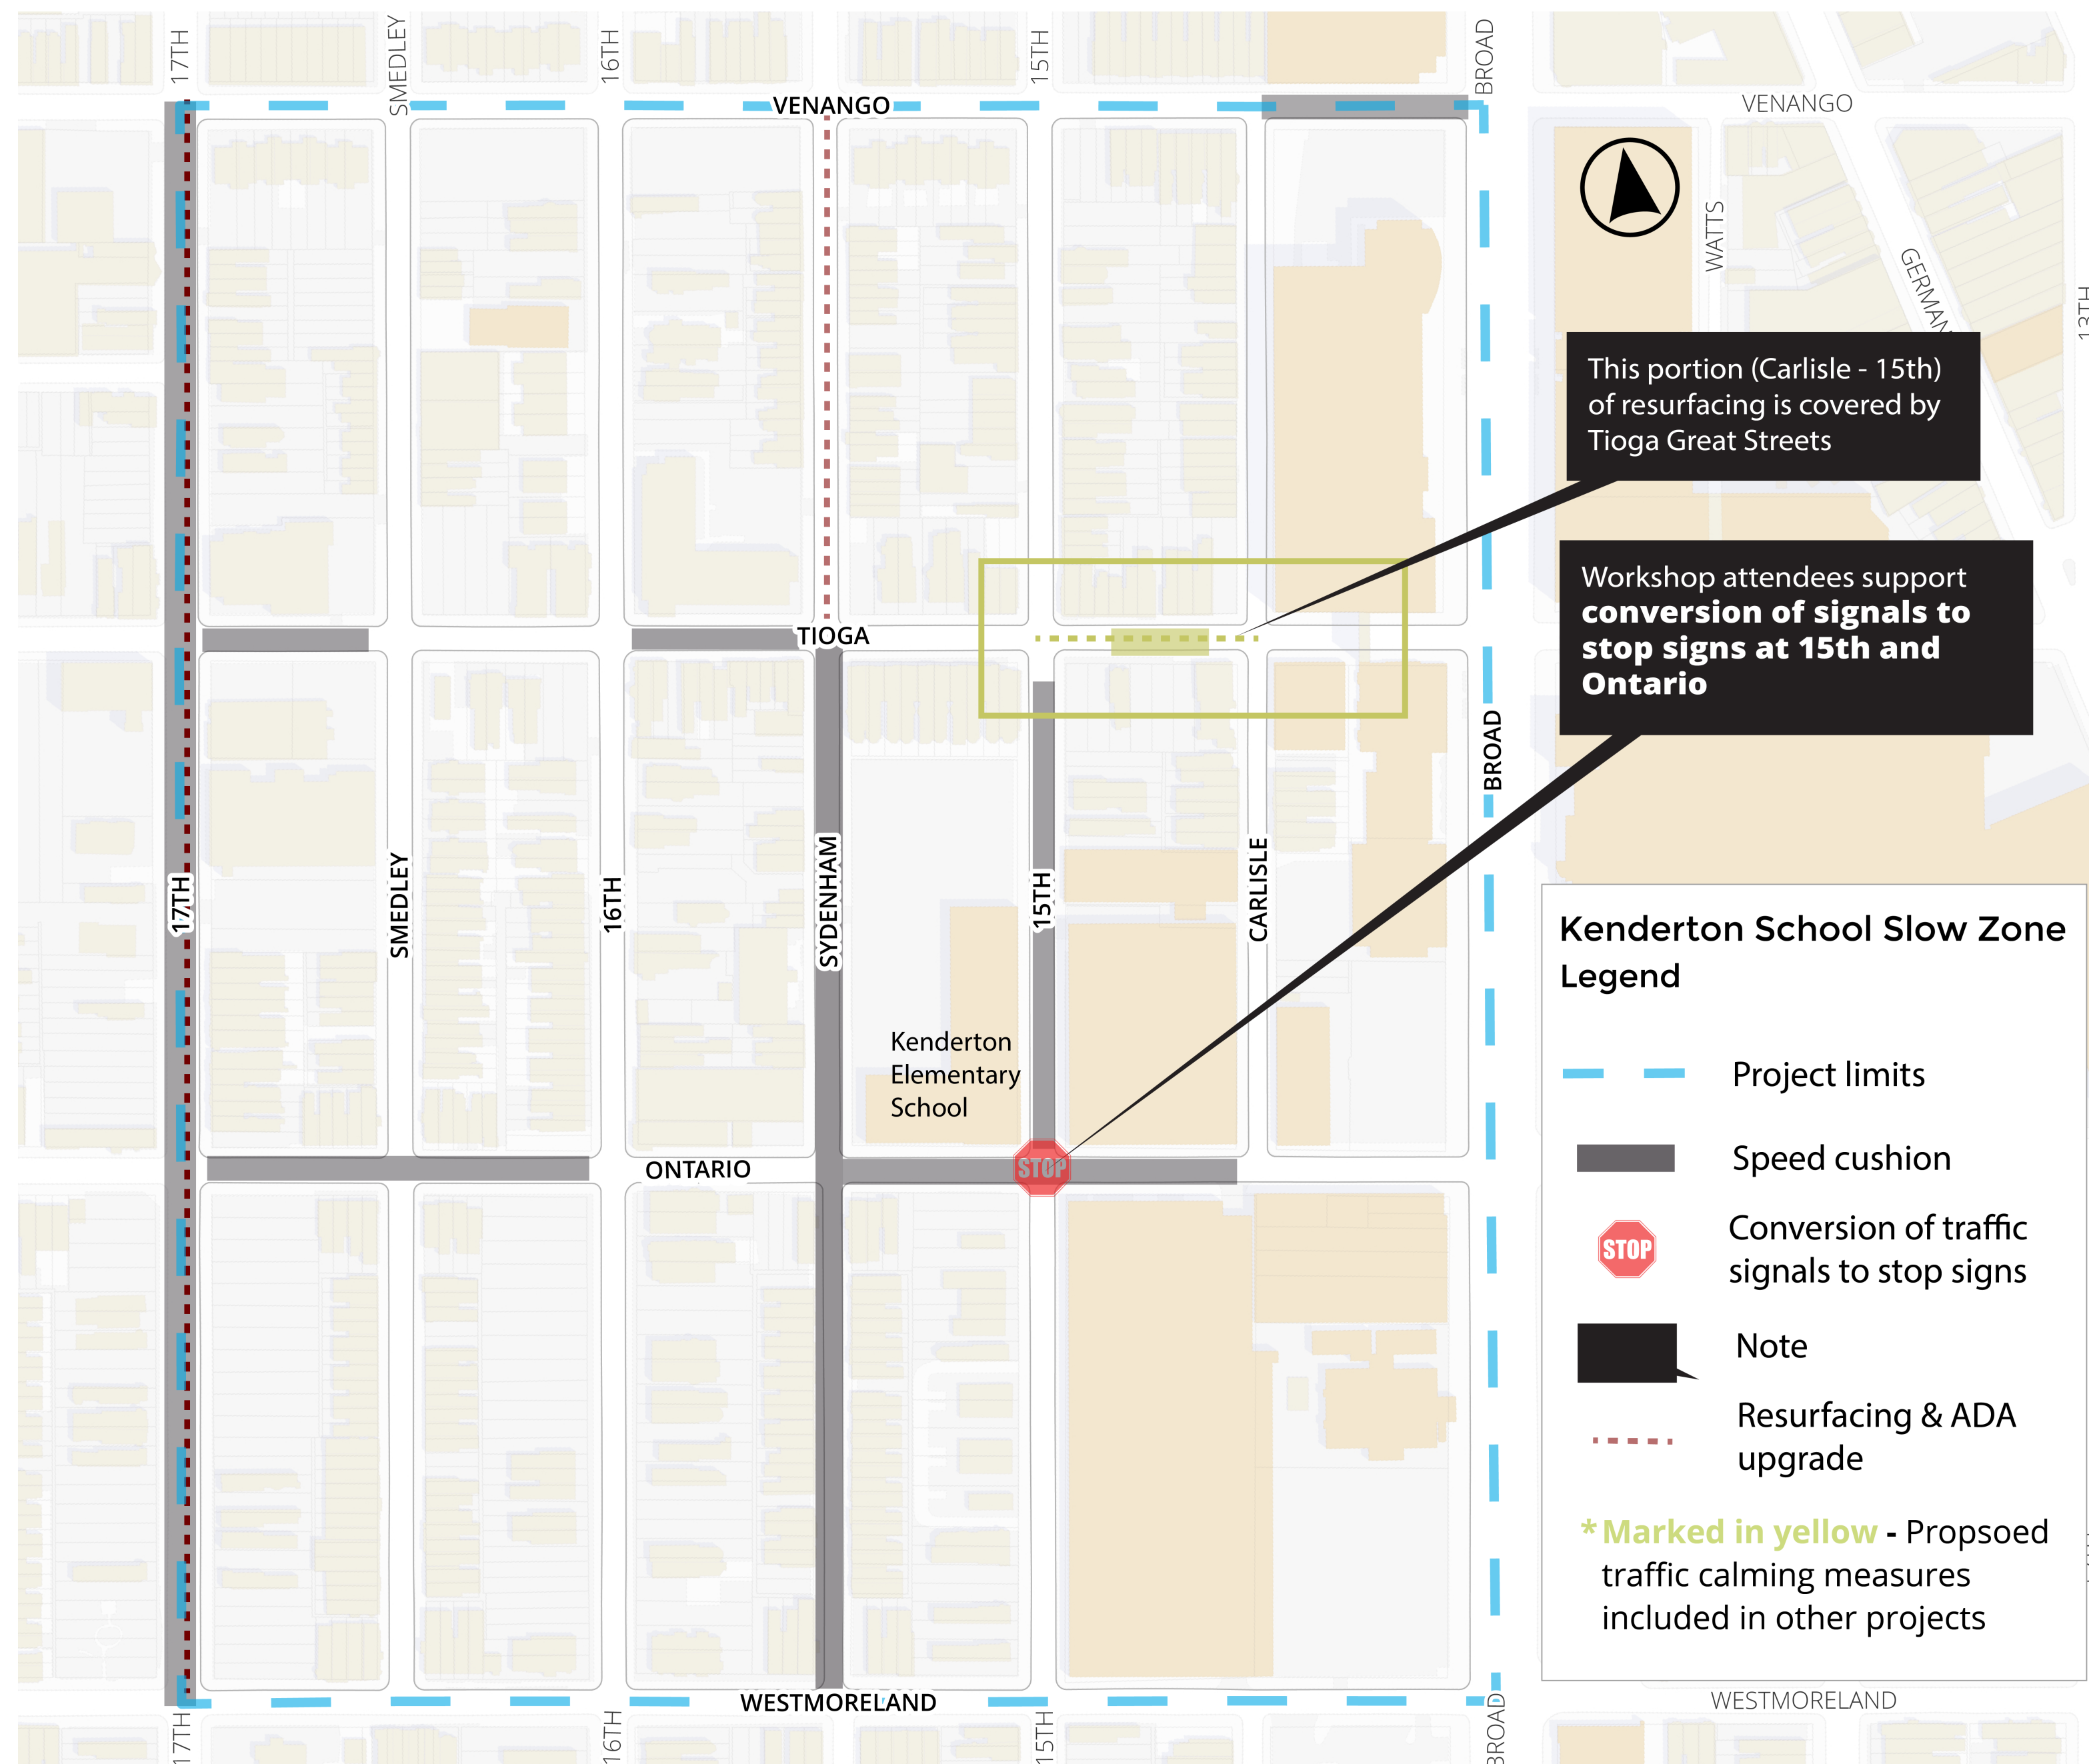 17TH
SMEDLEY
16TH
15TH
BROAD
VENANGO
VENANGO
WATTS
GERMAN
13TH
This portion (Carlisle - 15th)
of resurfacing is covered by
Tioga Great Streets
Workshop attendees support
conversion of signals to
stop signs at 15th and
Ontario
TIOGA
BROAD
17TH
SMEDLEY
16TH
SYDENHAM
15TH
CARLISLE
Kenderton
Elementary
School
ONTARIO
STOP
Kenderton School Slow Zone
Legend
Project limits
Speed cushion
STOP
Conversion of traffic
signals to stop signs
Note
Resurfacing & ADA
upgrade
*Marked in yellow - Propsoed
traffic calming measures
included in other projects
WESTMORELAND
WESTMORELAND
17TH
16TH
15TH
BROAD